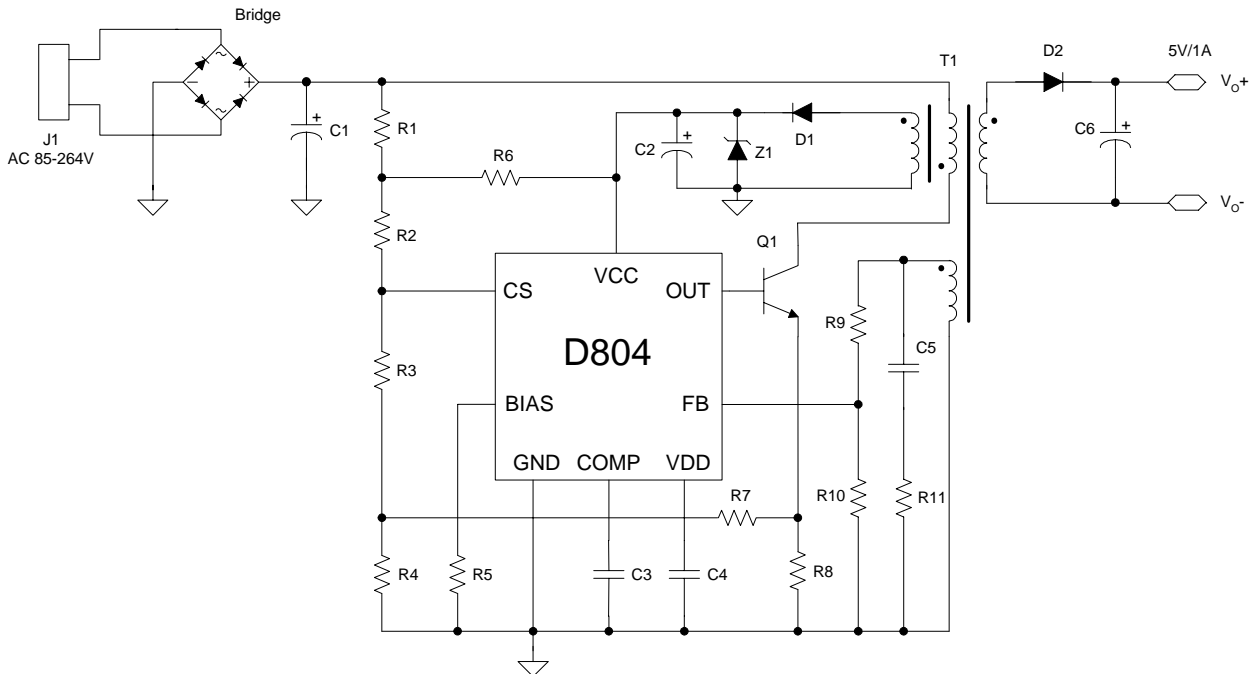 Bridge
J1
AC 85-264V
C1
R1
R6
C2
Z1
D1
T1
D2
5V/1A
VO+
C6
VO-
R2
R3
Q1
VCC
CS
OUT
D804
BIAS
FB
GND
COMP
VDD
R9
C5
R10
R11
R7
R4
R5
C3
C4
R8
+
+
+
+
−
~
~